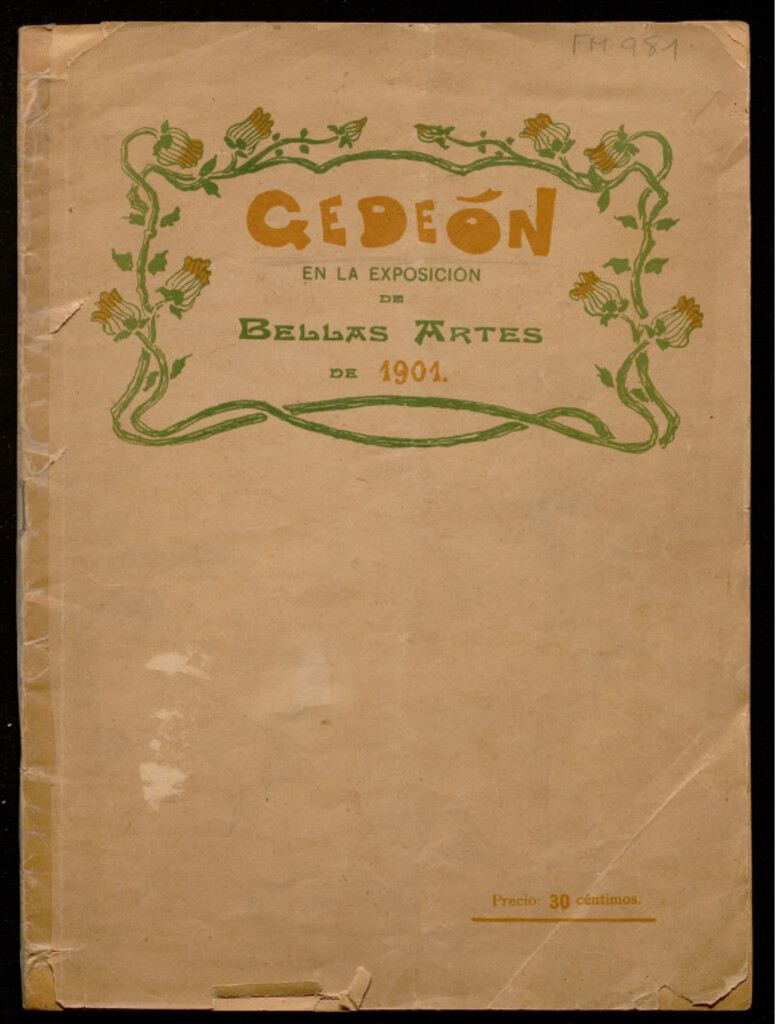 FM-981
GEDEÓN
EN LA EXPOSICIÓN
DE
BELLAS ARTES
DE 1901.
Precio: 30 céntimos.